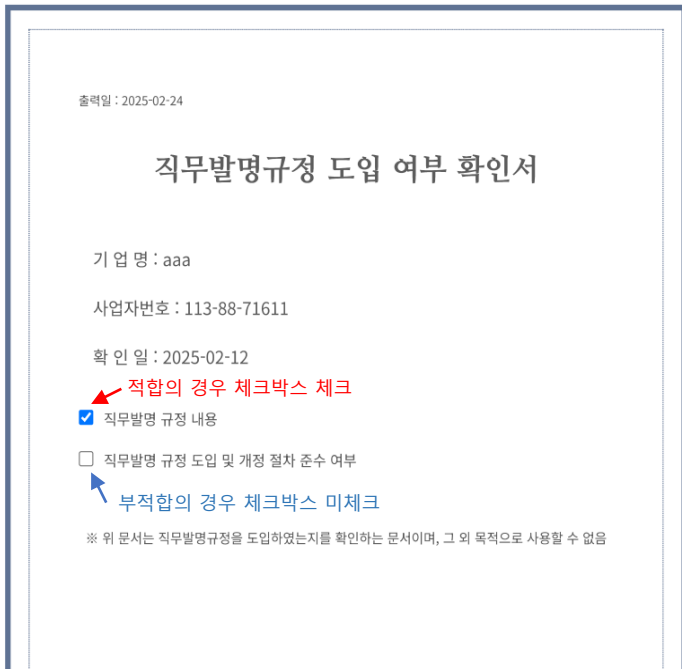 출력일 : 2025-02-24
직무발명규정 도입 여부 확인서
기 업 명 : aaa
사업자번호 : 113-88-71611
확 인 일 : 2025-02-12
적합의 경우 체크박스 체크
직무발명 규정 내용
직무발명 규정 도입 및 개정 절차 준수 여부
부적합의 경우 체크박스 미체크
※ 위 문서는 직무발명규정을 도입하였는지를 확인하는 문서이며, 그 외 목적으로 사용할 수 없음